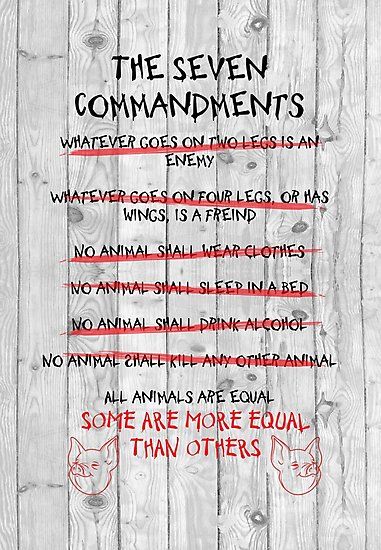 THE SEVEN
COMMANDMENTS
WHATEVER GOES ON TWO LEGS IS AN
ENEMY
WHATEVER GOES ON FOUR LEGS, OR HAS
WINGS, IS A FREIND
NO ANIMAL SHALL WEAR CLOTHES
NO ANIMAL SHALL SLEEP IN A BED
NO ANIMAL SHALL DRINK ALCOHOL
NO ANIMAL SHALL KILL ANY OTHER ANIMAL
ALL ANIMALS ARE EQUAL
SOME ARE MORE EQUAL
THAN OTHERS